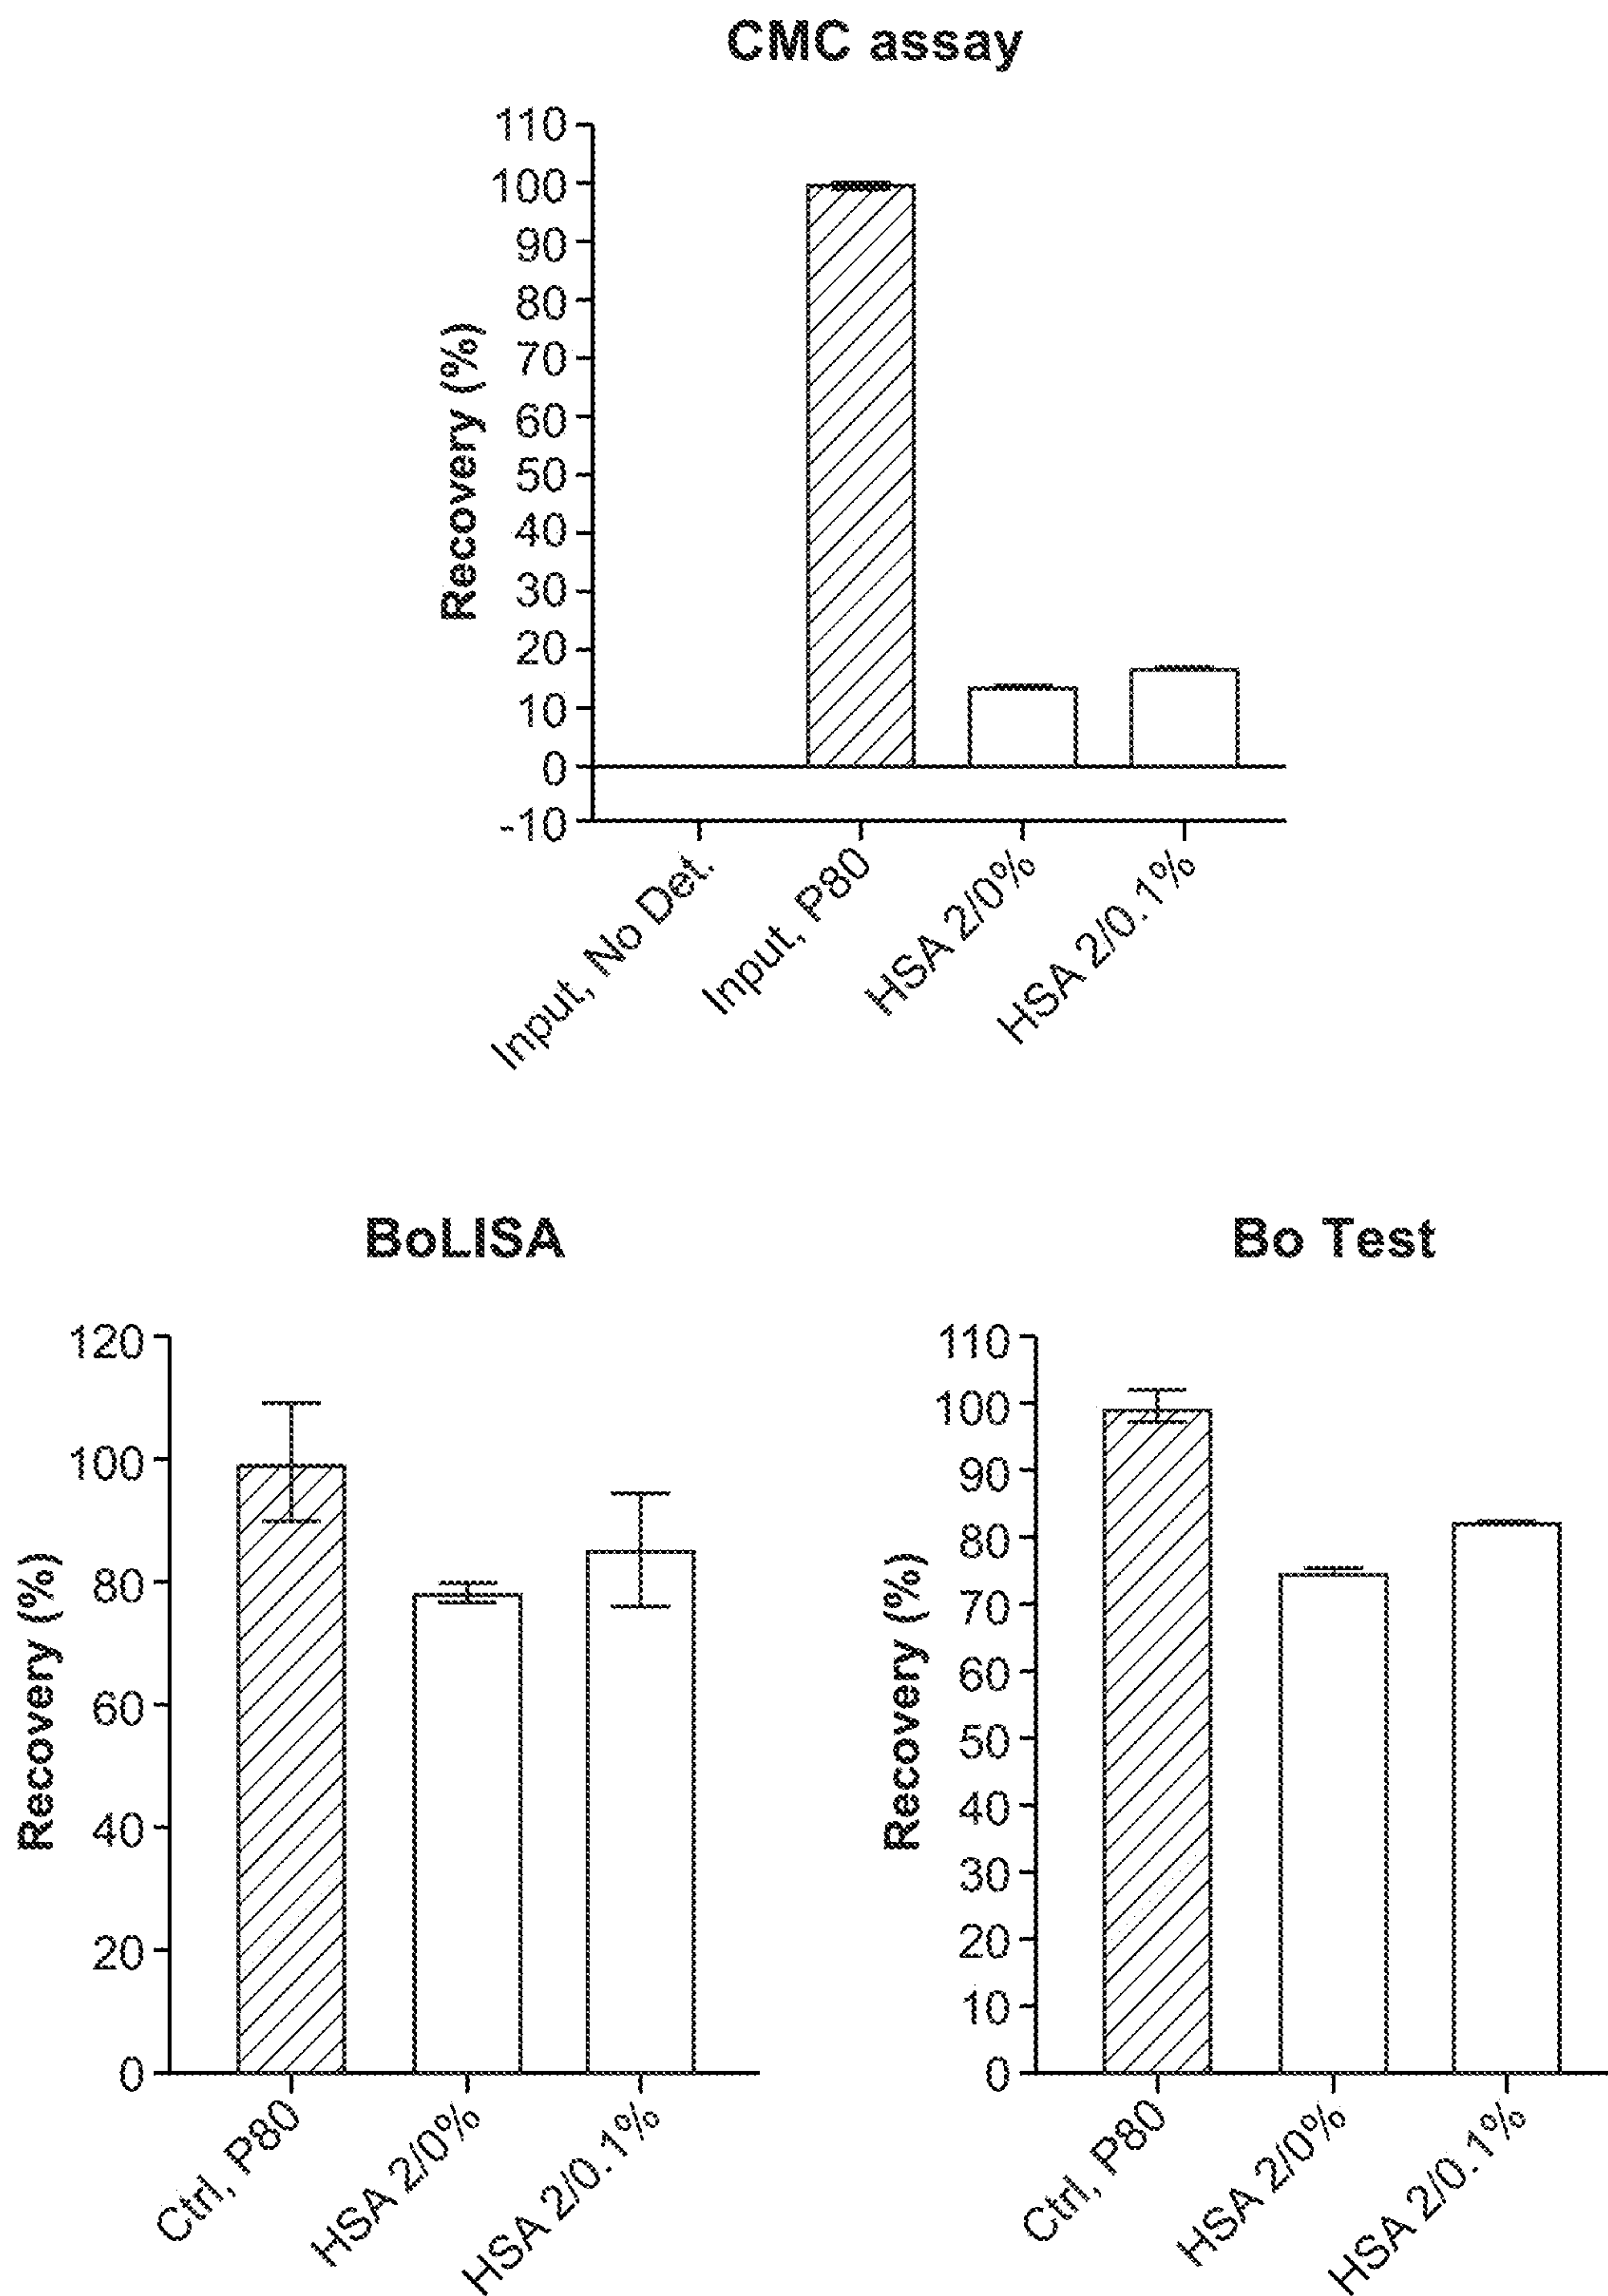 CMC assay
Recovery (%)
110
100
90
80
70
60
50
40
30
20
10
0
-10
Input, No Det.
Input, P80
HSA 2/0%
HSA 2/0.1%
BoLISA
Recovery (%)
120
100
80
60
40
20
0
Ctrl, P80
HSA 2/0%
HSA 2/0.1%
Bo Test
Recovery (%)
110
100
90
80
70
60
50
40
30
20
10
0
Ctrl, P80
HSA 2/0%
HSA 2/0.1%